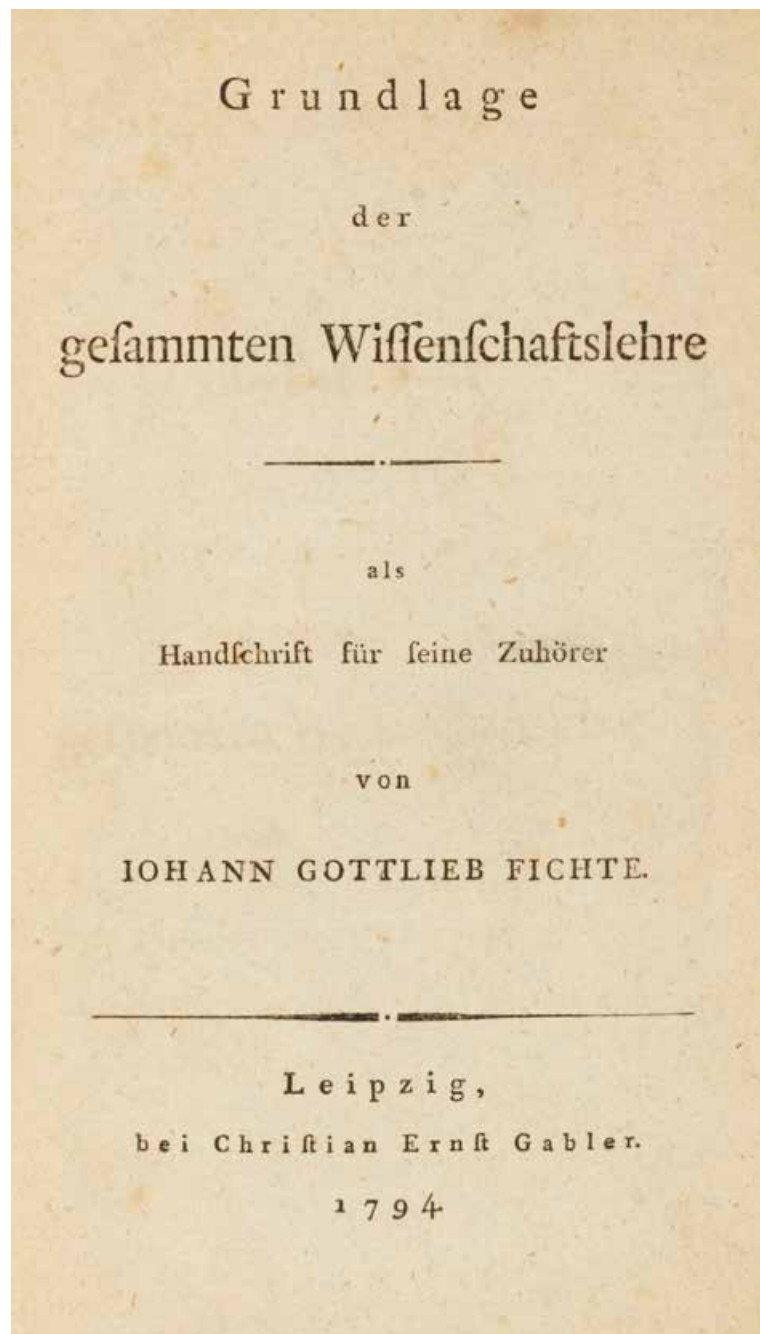 Grundlage
der
geſammten Wiſſenſchaftslehre
als
Handſchrift für ſeine Zuhörer
von
IOHANN GOTTLIEB FICHTE.
Leipzig,
bei Chriſtian Ernſt Gabler.
1794